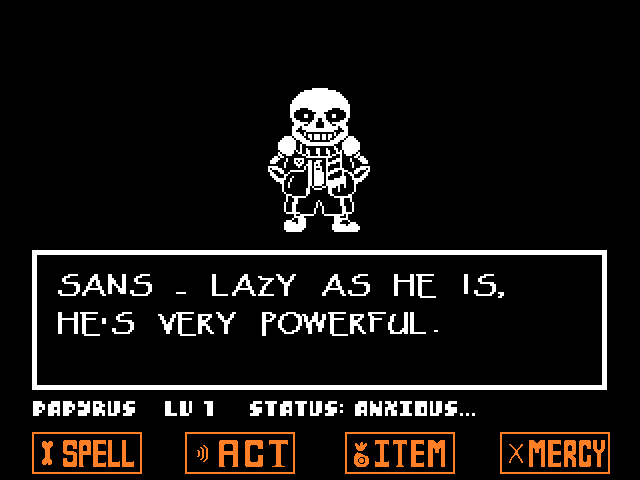 SANS - LAZY AS HE IS,
HE'S VERY POWERFUL.
PAPYRUS LV 1 STATUS: ANXIOUS...
SPELL ACT ITEM MERCY